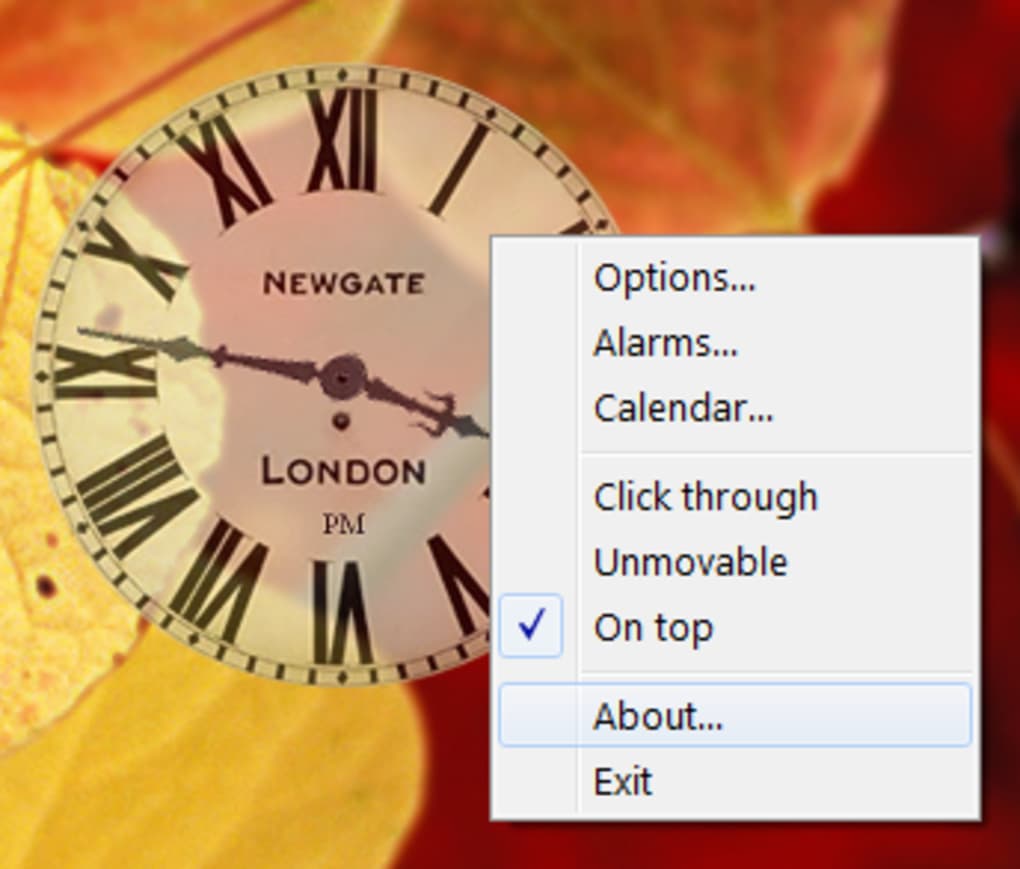 XII
XI
I
X
NEWGATE
IX
LONDON
PM
VIII
VII
VI
Options...
Alarms...
Calendar...
Click through
Unmovable
On top
About...
Exit